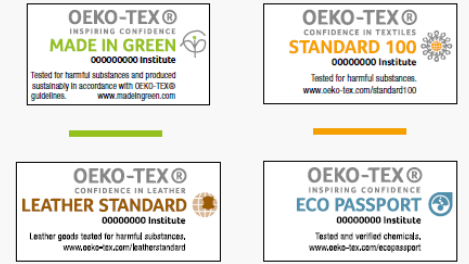 OEKO-TEX®
INSPIRING CONFIDENCE
MADE IN GREEN
000000000 Institute
Tested for harmful substances and produced
sustainably in accordance with OEKO-TEX®
guidelines. www.madeingreen.com
OEKO-TEX®
CONFIDENCE IN TEXTILES
STANDARD 100
00000000 Institute
Tested for harmful substances.
www.oeko-tex.com/standard100
OEKO-TEX®
CONFIDENCE IN LEATHER
LEATHER STANDARD
00000000 Institute
Leather goods tested for harmful substances.
www.oeko-tex.com/leatherstandard
OEKO-TEX®
INSPIRING CONFIDENCE
ECO PASSPORT
00000000 Institute
Tested and verified chemicals.
www.oeko-tex.com/ecopassport